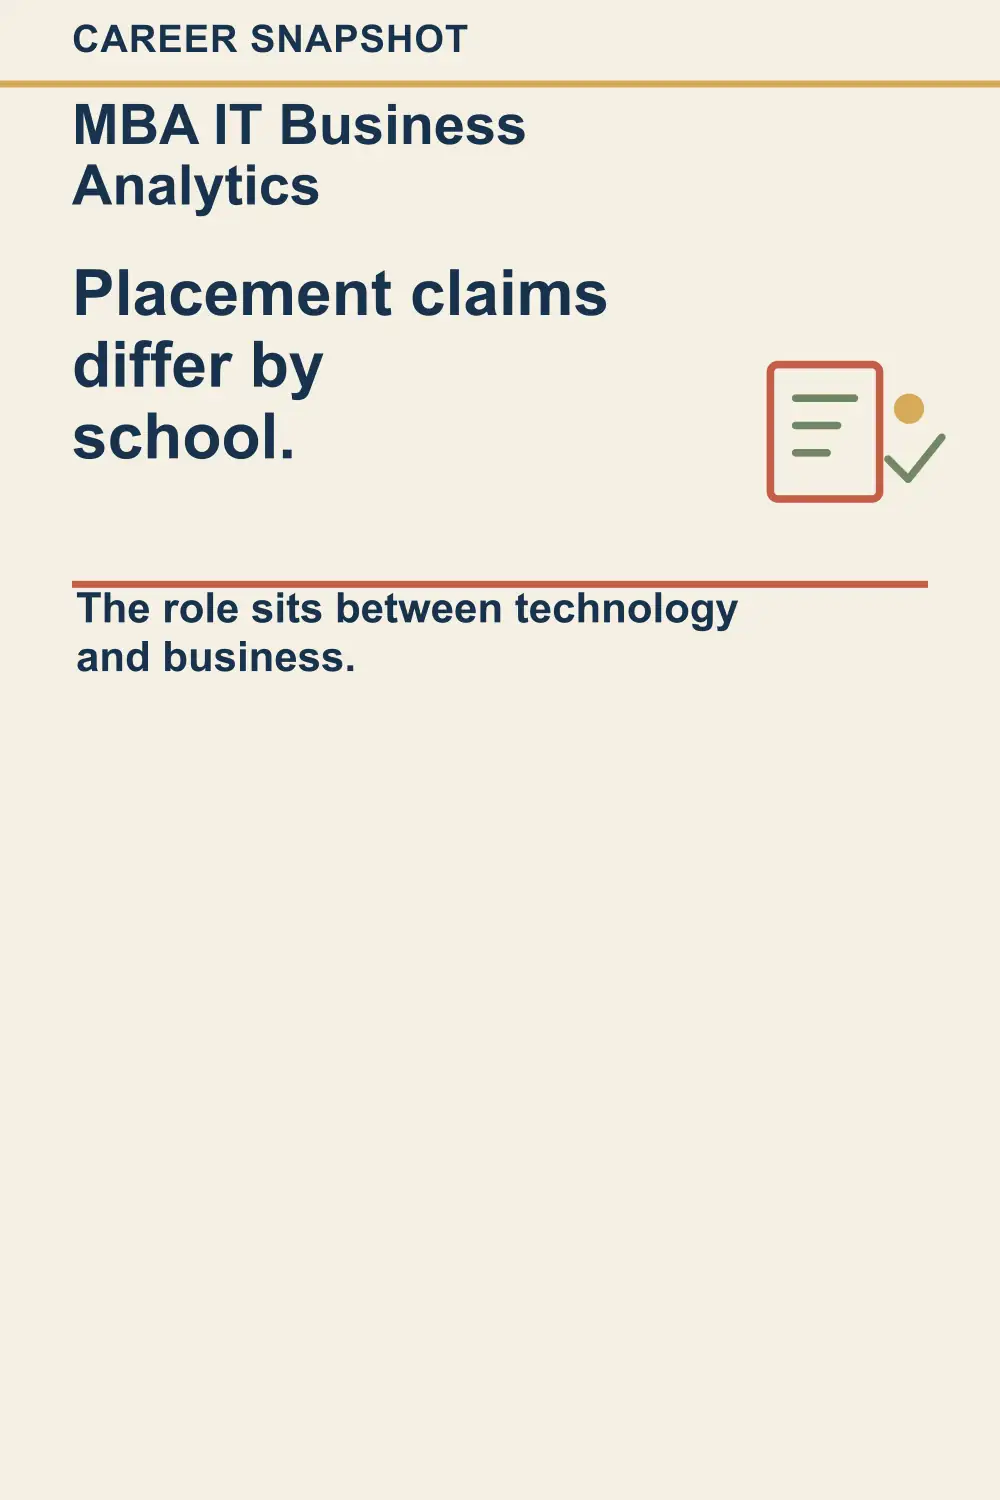 CAREER SNAPSHOT
MBA IT Business
Analytics
Placement claims
differ by
school.
The role sits between technology
and business.